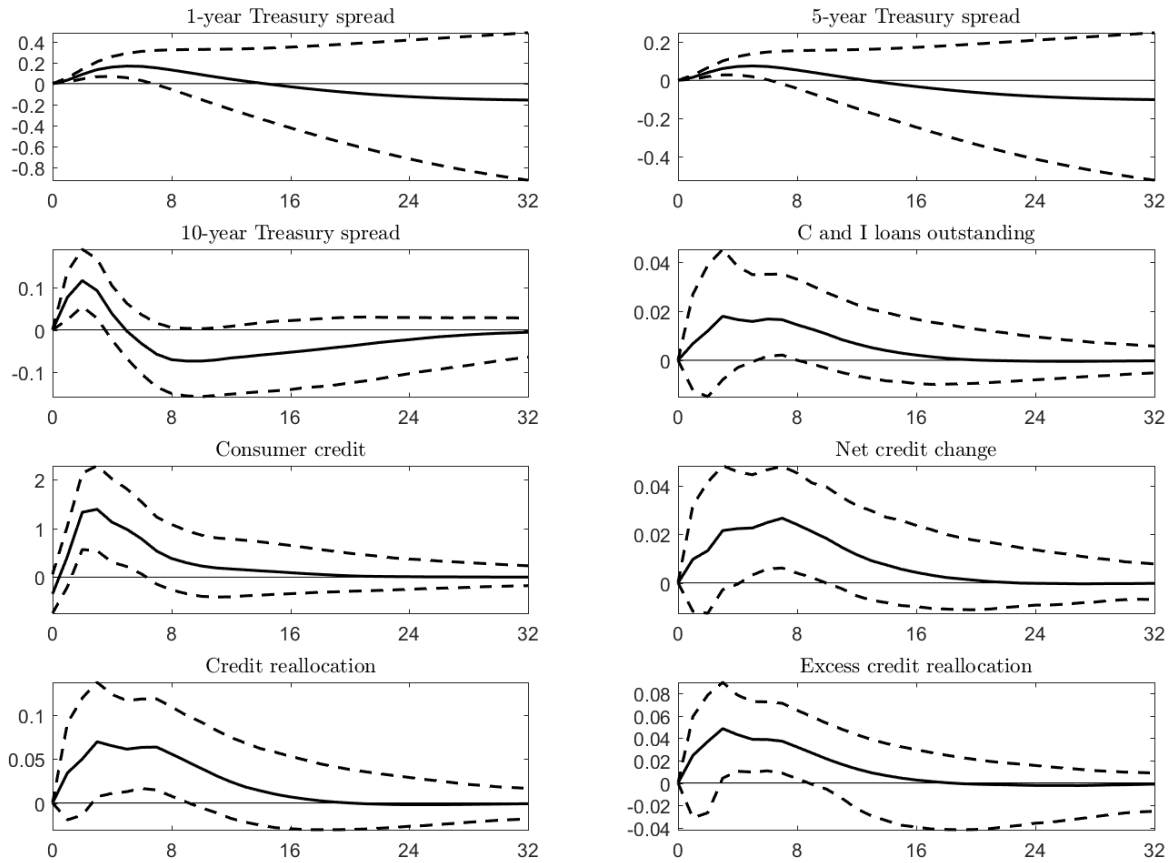 1-year Treasury spread
0.4
0.2
0
-0.2
-0.4
-0.6
-0.8
0 8 16 24 32
5-year Treasury spread
0.2
0
-0.2
-0.4
0 8 16 24 32
10-year Treasury spread
0.1
0
-0.1
0 8 16 24 32
C and I loans outstanding
0.04
0.02
0
0 8 16 24 32
Consumer credit
2
1
0
0 8 16 24 32
Net credit change
0.04
0.02
0
0 8 16 24 32
Credit reallocation
0.1
0.05
0
0 8 16 24 32
Excess credit reallocation
0.08
0.06
0.04
0.02
0
-0.02
-0.04
0 8 16 24 32